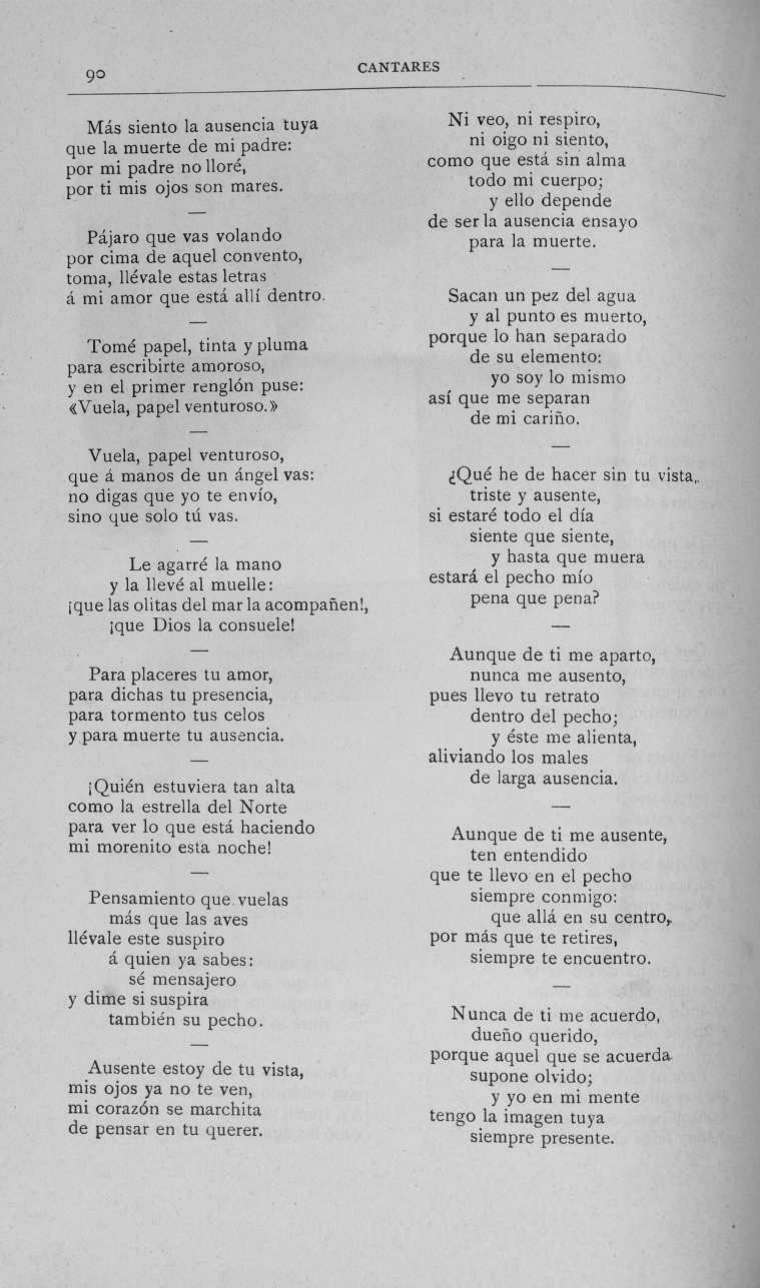 90
CANTARES
Más siento la ausencia tuya
que la muerte de mi padre:
por mi padre no lloré,
por ti mis ojos son mares.
—
Pájaro que vas volando
por cima de aquel convento,
toma, llévale estas letras
á mi amor que está allí dentro.
—
Tomé papel, tinta y pluma
para escribirte amoroso,
y en el primer renglón puse:
«Vuela, papel venturoso.»
—
Vuela, papel venturoso,
que á manos de un ángel vas:
no digas que yo te envío,
sino que solo tú vas.
—
Le agarré la mano
y la llevé al muelle:
¡que las olitas del mar la acompañen!,
¡que Dios la consuele!
—
Para placeres tu amor,
para dichas tu presencia,
para tormento tus celos
y para muerte tu ausencia.
—
¡Quién estuviera tan alta
como la estrella del Norte
para ver lo que está haciendo
mi morenito esta noche!
—
Pensamiento que vuelas
más que las aves
llévale este suspiro
á quien ya sabes:
sé mensajero
y dime si suspira
también su pecho.
—
Ausente estoy de tu vista,
mis ojos ya no te ven,
mi corazón se marchita
de pensar en tu querer.
Ni veo, ni respiro,
ni oigo ni siento,
como que está sin alma
todo mi cuerpo;
y ello depende
de ser la ausencia ensayo
para la muerte.
—
Sacan un pez del agua
y al punto es muerto,
porque lo han separado
de su elemento:
yo soy lo mismo
así que me separan
de mi cariño.
—
¿Qué he de hacer sin tu vista,
triste y ausente,
si estaré todo el día
siente que siente,
y hasta que muera
estará el pecho mío
pena que pena?
—
Aunque de ti me aparto,
nunca me ausento,
pues llevo tu retrato
dentro del pecho;
y éste me alienta,
aliviando los males
de larga ausencia.
—
Aunque de ti me ausente,
ten entendido
que te llevo en el pecho
siempre conmigo:
que allá en su centro,
por más que te retires,
siempre te encuentro.
—
Nunca de ti me acuerdo,
dueño querido,
porque aquel que se acuerda
supone olvido;
y yo en mi mente
tengo la imagen tuya
siempre presente.